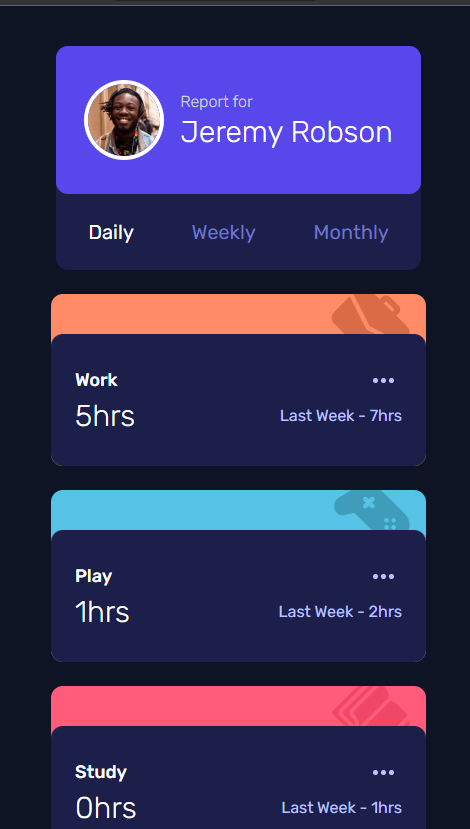 Report for
Jeremy Robson
Daily Weekly Monthly
Work
5hrs Last Week - 7hrs
Play
1hrs Last Week - 2hrs
Study
0hrs Last Week - 1hrs